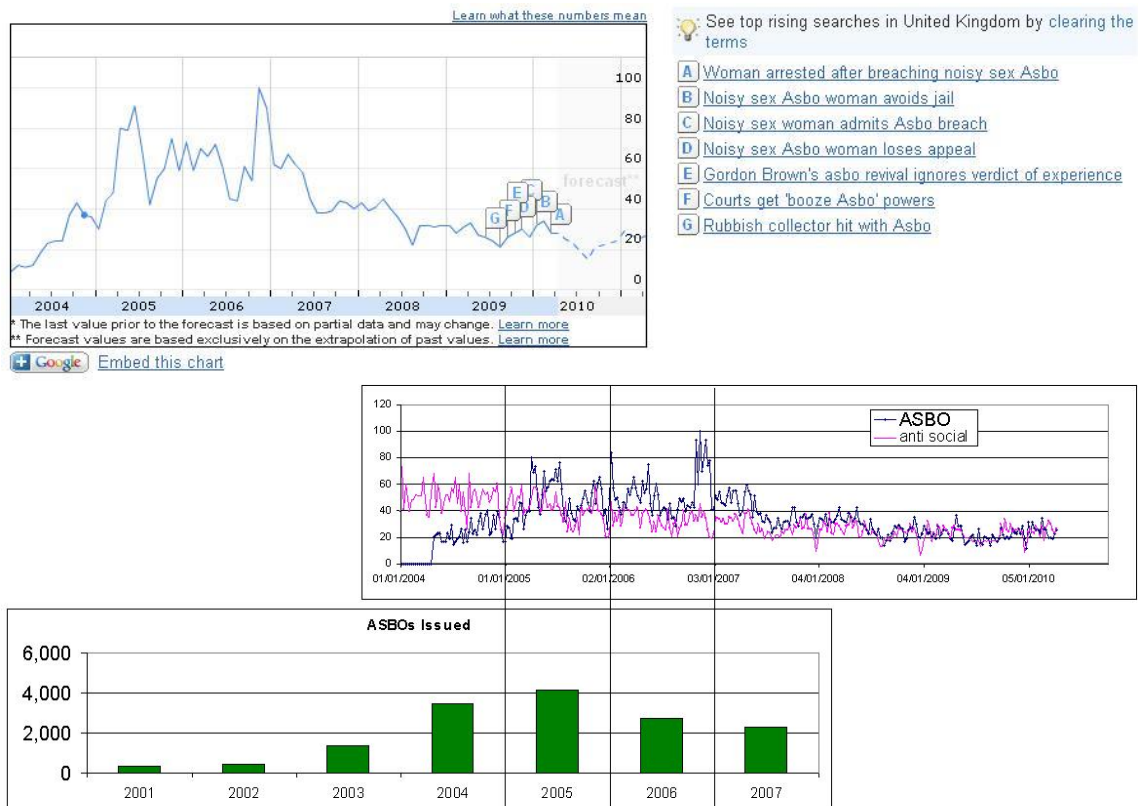 Learn what these numbers mean
100
80
60
40
20
0
forecast**
G
F
E
D
C
B
A
2004
2005
2006
2007
2008
2009
2010
* The last value prior to the forecast is based on partial data and may change. Learn more
** Forecast values are based exclusively on the extrapolation of past values. Learn more
+ Google Embed this chart
See top rising searches in United Kingdom by clearing the
terms
A Woman arrested after breaching noisy sex Asbo
B Noisy sex Asbo woman avoids jail
C Noisy sex woman admits Asbo breach
D Noisy sex Asbo woman loses appeal
E Gordon Brown's asbo revival ignores verdict of experience
F Courts get 'booze Asbo' powers
G Rubbish collector hit with Asbo
120
100
80
60
40
20
0
ASBO
anti social
01/01/2004
01/01/2005
02/01/2006
03/01/2007
04/01/2008
04/01/2009
05/01/2010
ASBOs Issued
6,000
4,000
2,000
0
2001
2002
2003
2004
2005
2006
2007